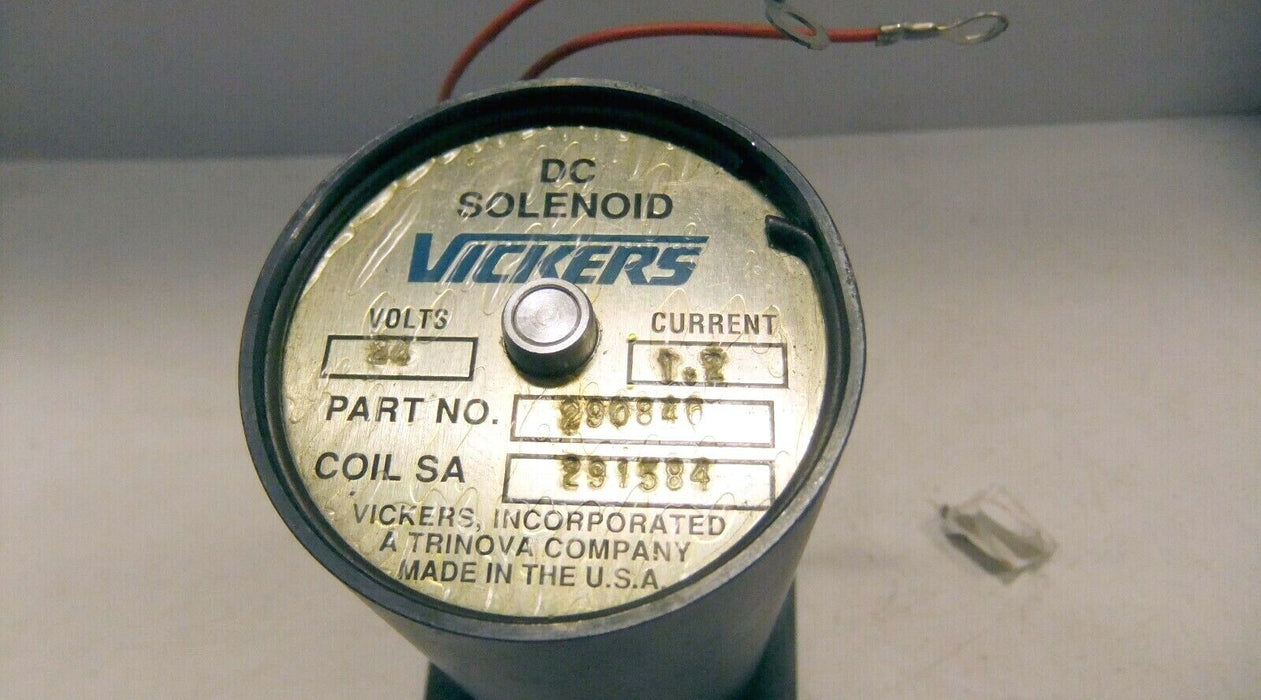 DC
SOLENOID
VICKERS
VOLTS CURRENT
1.2
PART NO. 290840
COIL SA 291584
VICKERS, INCORPORATED
A TRINOVA COMPANY
MADE IN THE U.S.A.